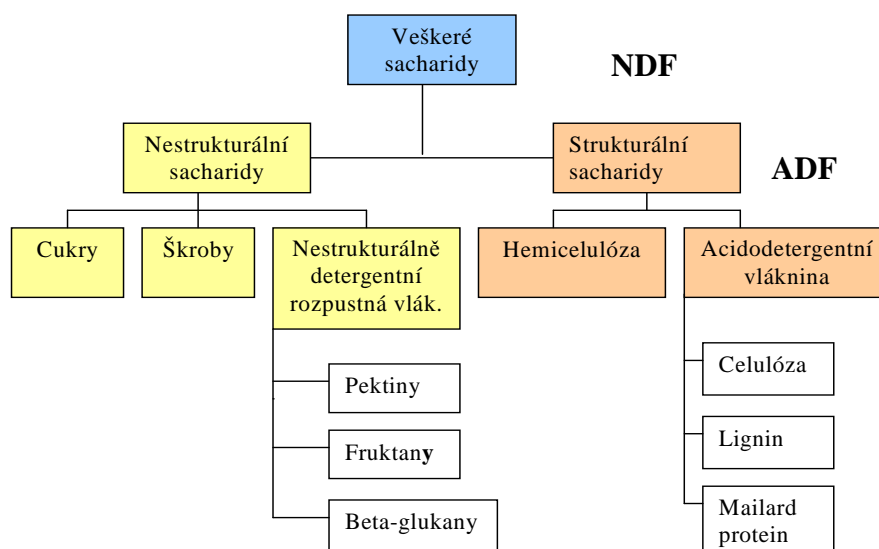 Veškeré
sacharidy
NDF
Nestrukturální
sacharidy
Strukturální
sacharidy
ADF
Cukry
Škroby
Nestrukturálně
detergentní
rozpustná vlák.
Hemicelulóza
Acidodetergentní
vláknina
Pektiny
Fruktany
Beta-glukany
Celulóza
Lignin
Mailard
protein